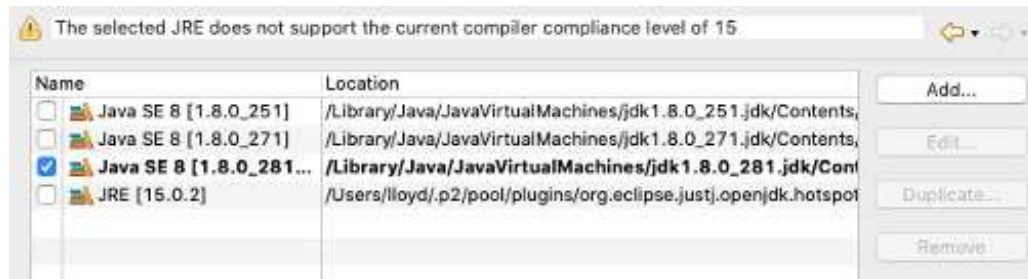 The selected JRE does not support the current compiler compliance level of 15
Name Location
Java SE 8 [1.8.0_251] /Library/Java/JavaVirtualMachines/jdk1.8.0_251.jdk/Contents,
Java SE 8 [1.8.0_271] /Library/Java/JavaVirtualMachines/jdk1.8.0_271.jdk/Contents,
Java SE 8 [1.8.0_281... /Library/Java/JavaVirtualMachines/jdk1.8.0_281.jdk/Cont
JRE [15.0.2] /Users/lloyd/.p2/pool/plugins/org.eclipse.justj.openjdk.hotspot
Add...
Edit...
Duplicate...
Remove